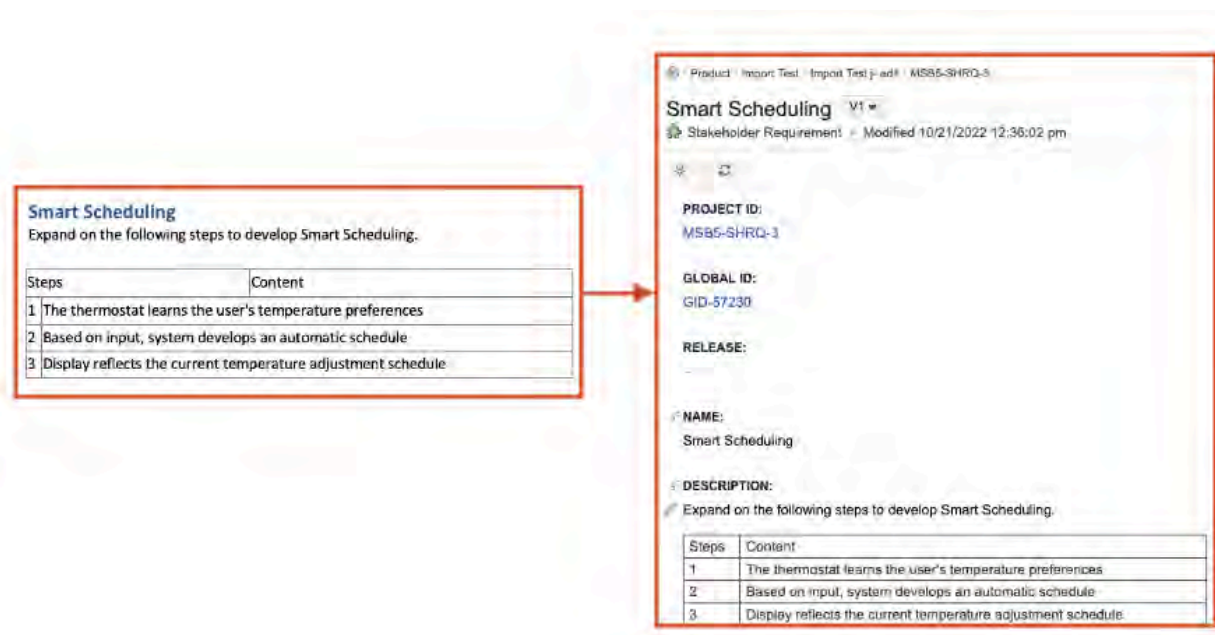 Smart Scheduling
Expand on the following steps to develop Smart Scheduling.
Steps Content
1 The thermostat learns the user's temperature preferences
2 Based on input, system develops an automatic schedule
3 Display reflects the current temperature adjustment schedule
Product Import Test Import Test MSB5-SHRQ-3
Smart Scheduling V1
Stakeholder Requirement Modified 10/21/2022 12:36:02 pm
PROJECT ID:
MSB5-SHRQ-3
GLOBAL ID:
GID-57230
RELEASE:
NAME:
Smart Scheduling
DESCRIPTION:
Expand on the following steps to develop Smart Scheduling.
Steps Content
1 The thermostat learns the user's temperature preferences
2 Based on input, system develops an automatic schedule
3 Display reflects the current temperature adjustment schedule